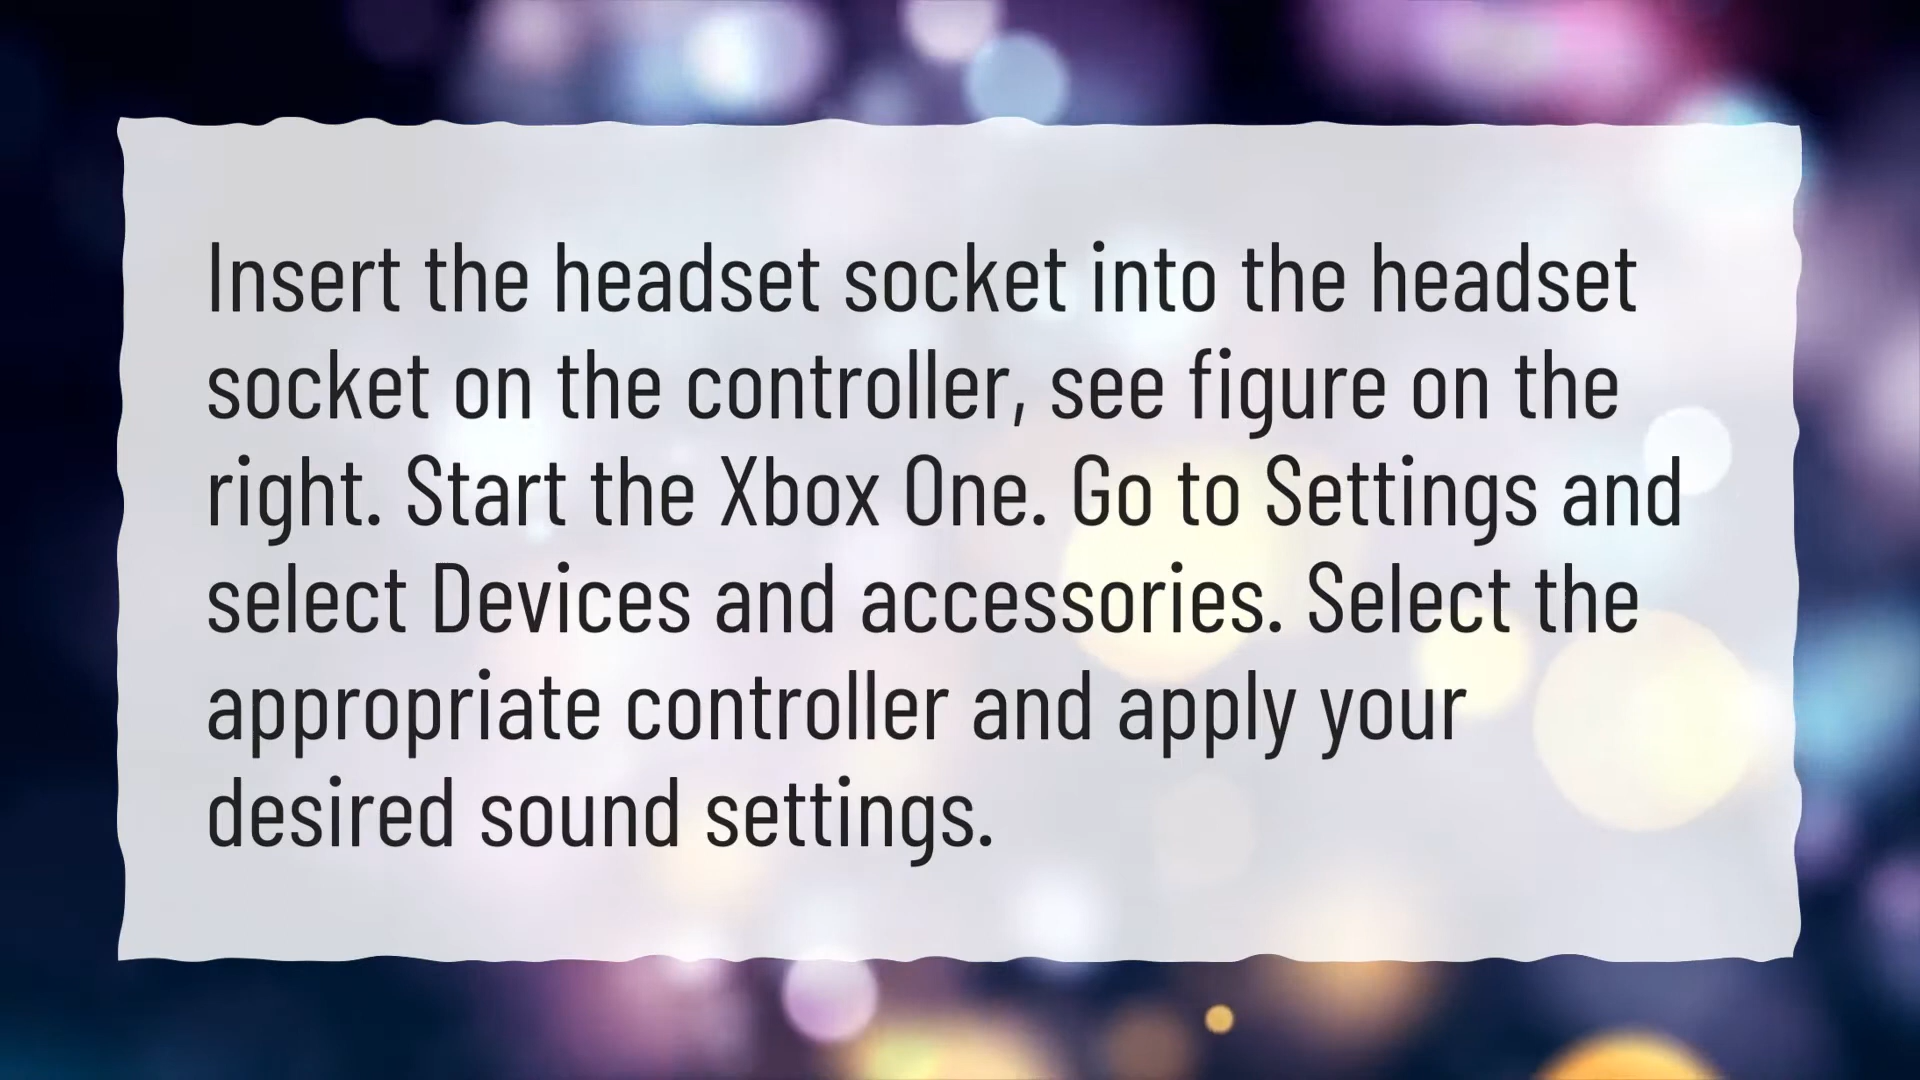 Insert the headset socket into the headset
socket on the controller, see figure on the
right. Start the Xbox One. Go to Settings and
select Devices and accessories. Select the
appropriate controller and apply your
desired sound settings.